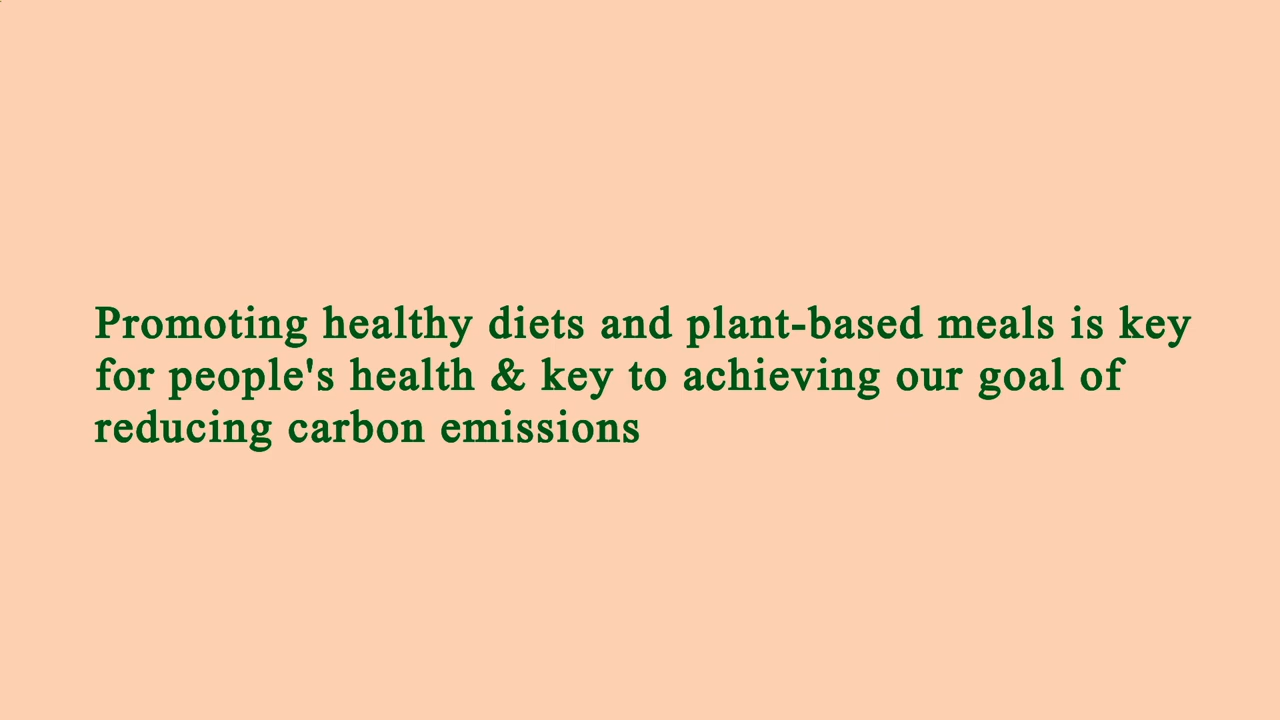 Promoting healthy diets and plant-based meals is key
for people's health & key to achieving our goal of
reducing carbon emissions